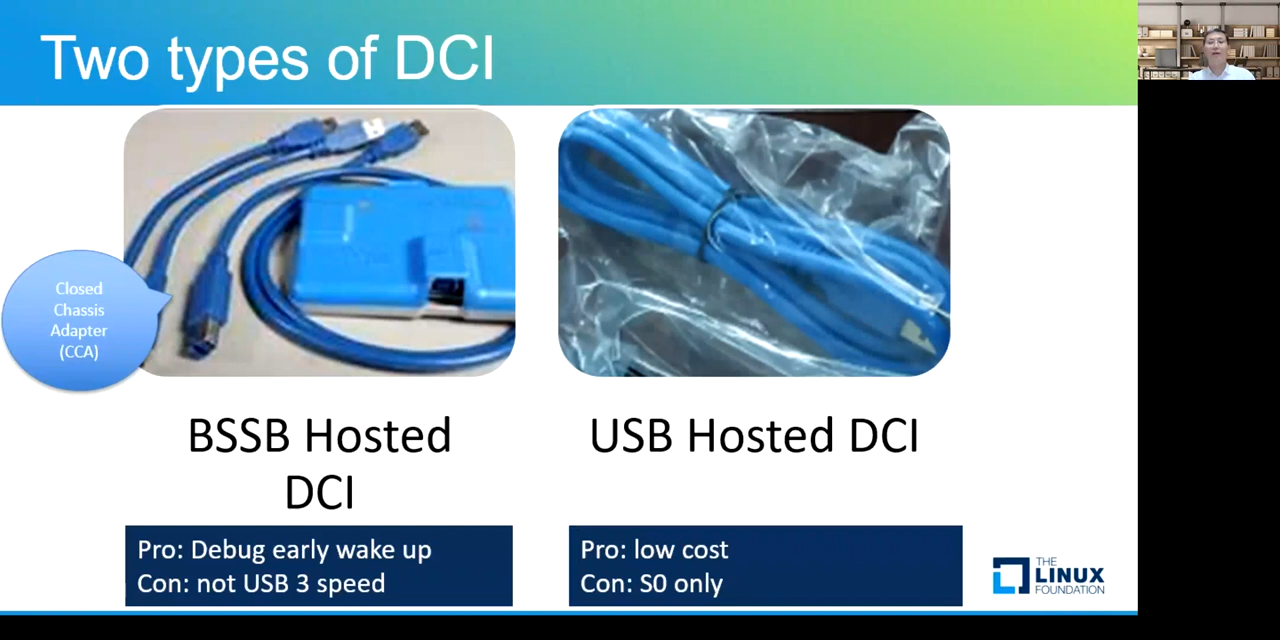 Two types of DCI
Closed
Chassis
Adapter
(CCA)
BSSB Hosted
DCI
USB Hosted DCI
Pro: Debug early wake up
Con: not USB 3 speed
Pro: low cost
Con: S0 only
THE
LINUX
FOUNDATION